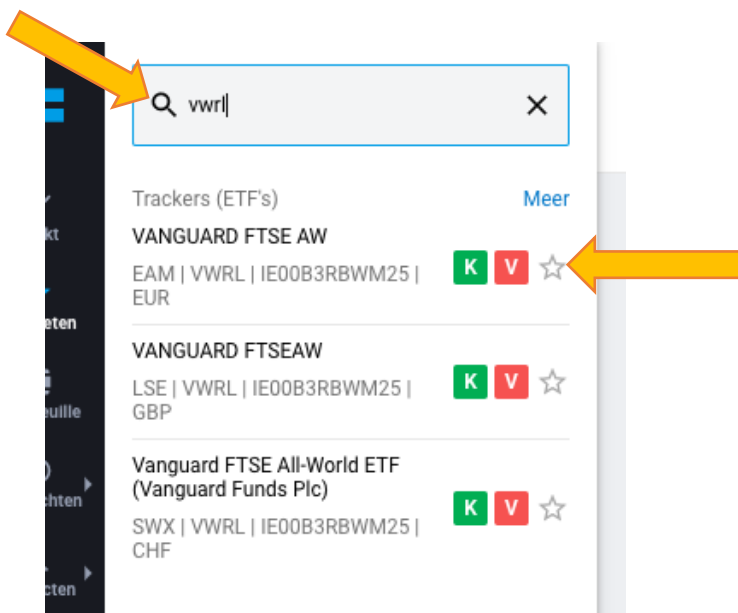 vwrl
Trackers (ETF's)
Meer
VANGUARD FTSE AW
EAM | VWRL | IE00B3RBWM25 |
EUR
K V
VANGUARD FTSEAW
LSE | VWRL | IE00B3RBWM25 |
GBP
K V
Vanguard FTSE All-World ETF
(Vanguard Funds Plc)
SWX | VWRL | IE00B3RBWM25 |
CHF
K V
kt
eten
euille
chten
cten